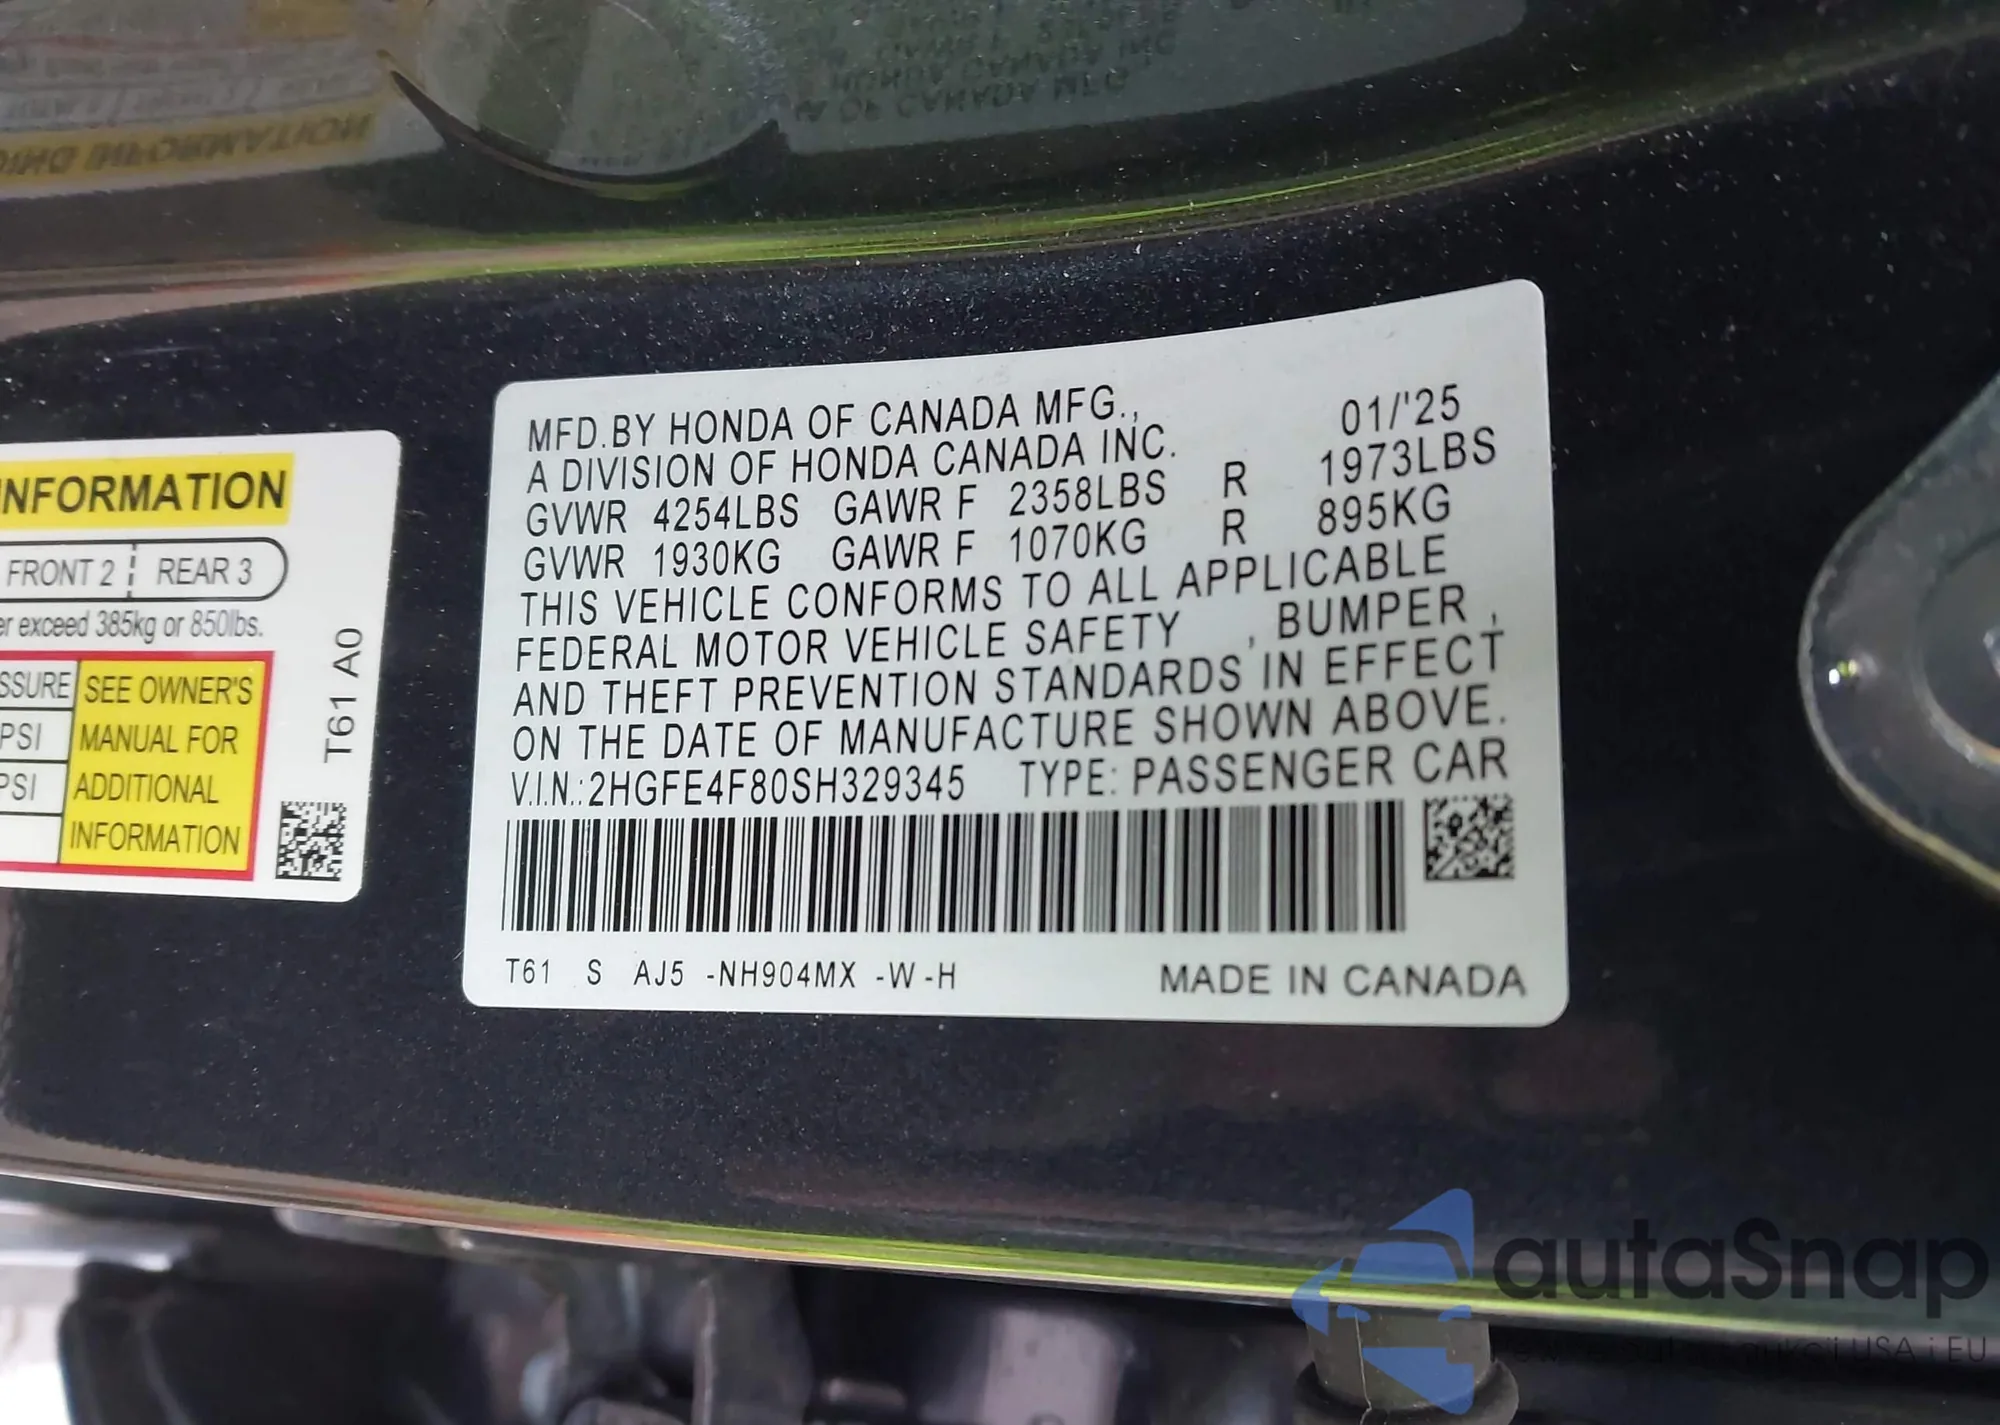 INFORMATION
FRONT 2 REAR 3
exceed 385kg or 850lbs.
SEE OWNER'S
PSI MANUAL FOR
PSI ADDITIONAL
INFORMATION
T61 A0
MFD.BY HONDA OF CANADA MFG., 01/'25
A DIVISION OF HONDA CANADA INC.
GVWR 4254LBS GAWR F 2358LBS R 1973LBS
GVWR 1930KG GAWR F 1070KG R 895KG
THIS VEHICLE CONFORMS TO ALL APPLICABLE
FEDERAL MOTOR VEHICLE SAFETY , BUMPER ,
AND THEFT PREVENTION STANDARDS IN EFFECT
ON THE DATE OF MANUFACTURE SHOWN ABOVE.
V.I.N.:2HGFE4F80SH329345 TYPE: PASSENGER CAR
T61 S AJ5 -NH904MX -W-H MADE IN CANADA
autaSnap
USA i EU